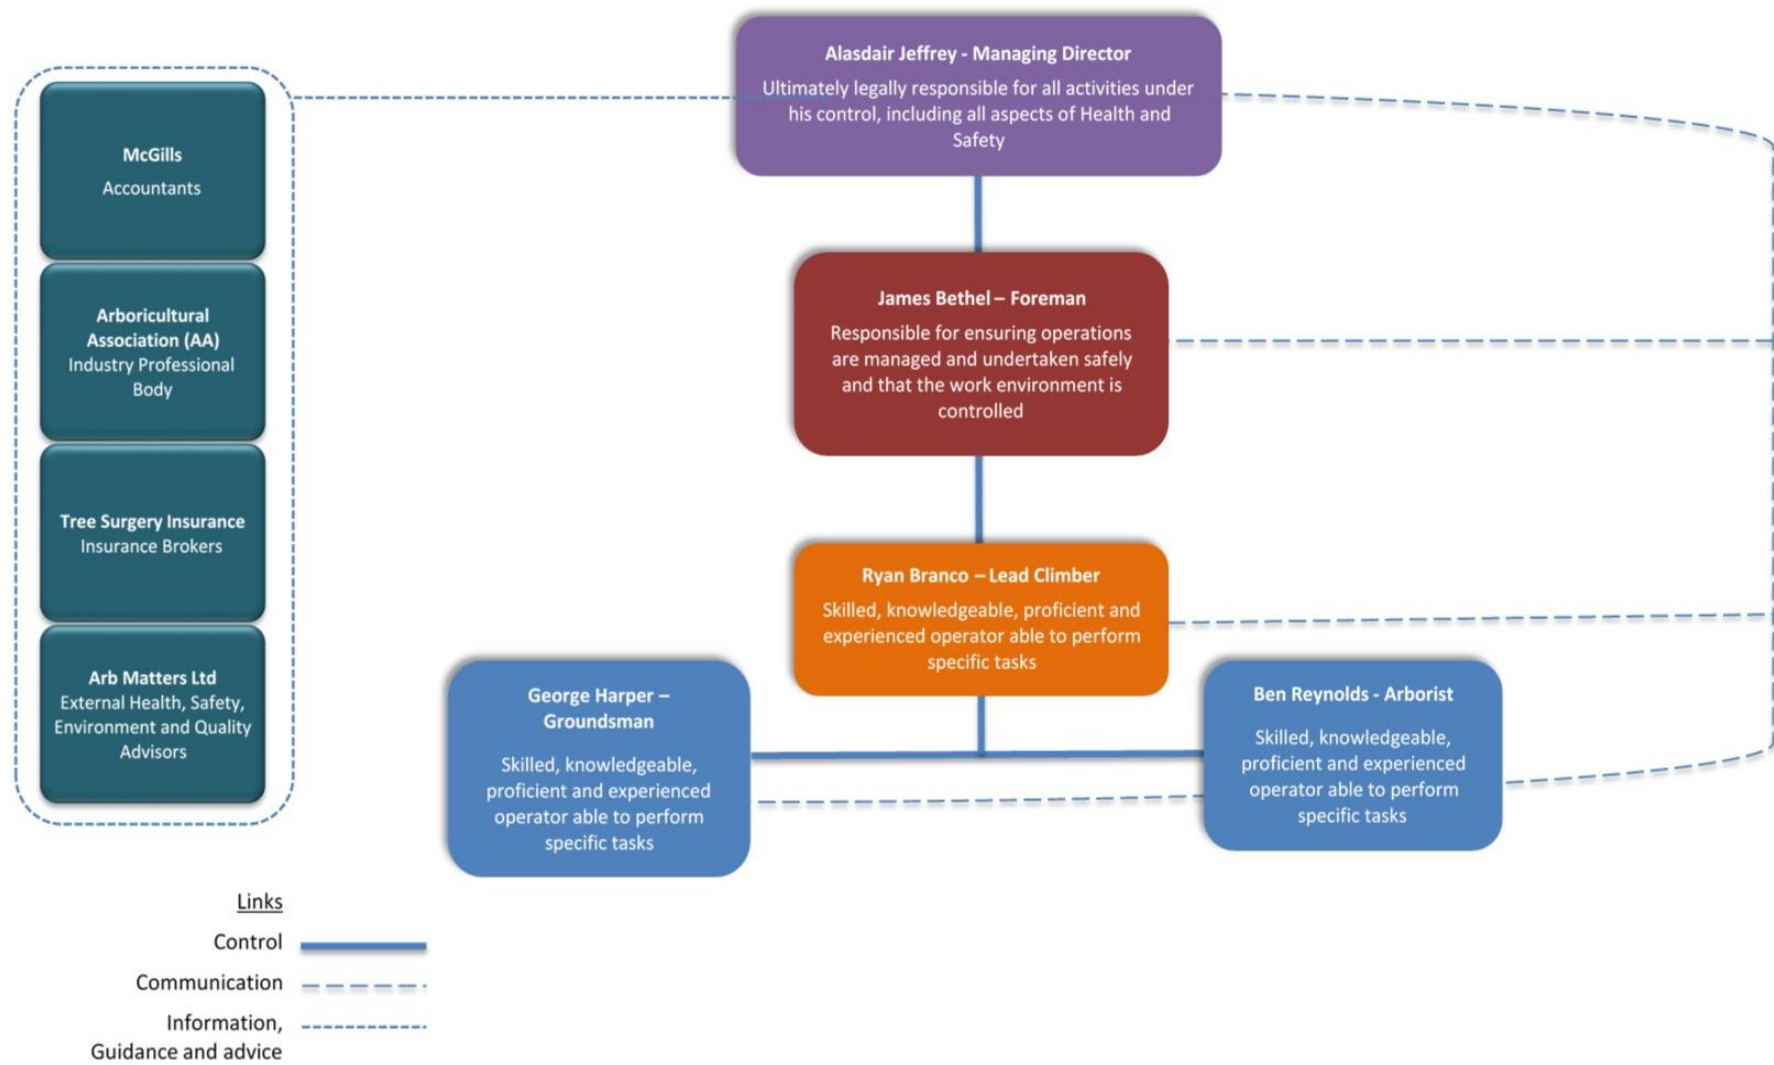 Alasdair Jeffrey - Managing Director
Ultimately legally responsible for all activities under
his control, including all aspects of Health and
Safety
McGills
Accountants
Arboricultural
Association (AA)
Industry Professional
Body
Tree Surgery Insurance
Insurance Brokers
Arb Matters Ltd
External Health, Safety,
Environment and Quality
Advisors
James Bethel – Foreman
Responsible for ensuring operations
are managed and undertaken safely
and that the work environment is
controlled
Ryan Branco – Lead Climber
Skilled, knowledgeable, proficient and
experienced operator able to perform
specific tasks
George Harper –
Groundsman
Skilled, knowledgeable,
proficient and experienced
operator able to perform
specific tasks
Ben Reynolds - Arborist
Skilled, knowledgeable,
proficient and experienced
operator able to perform
specific tasks
Links
Control
Communication
Information,
Guidance and advice